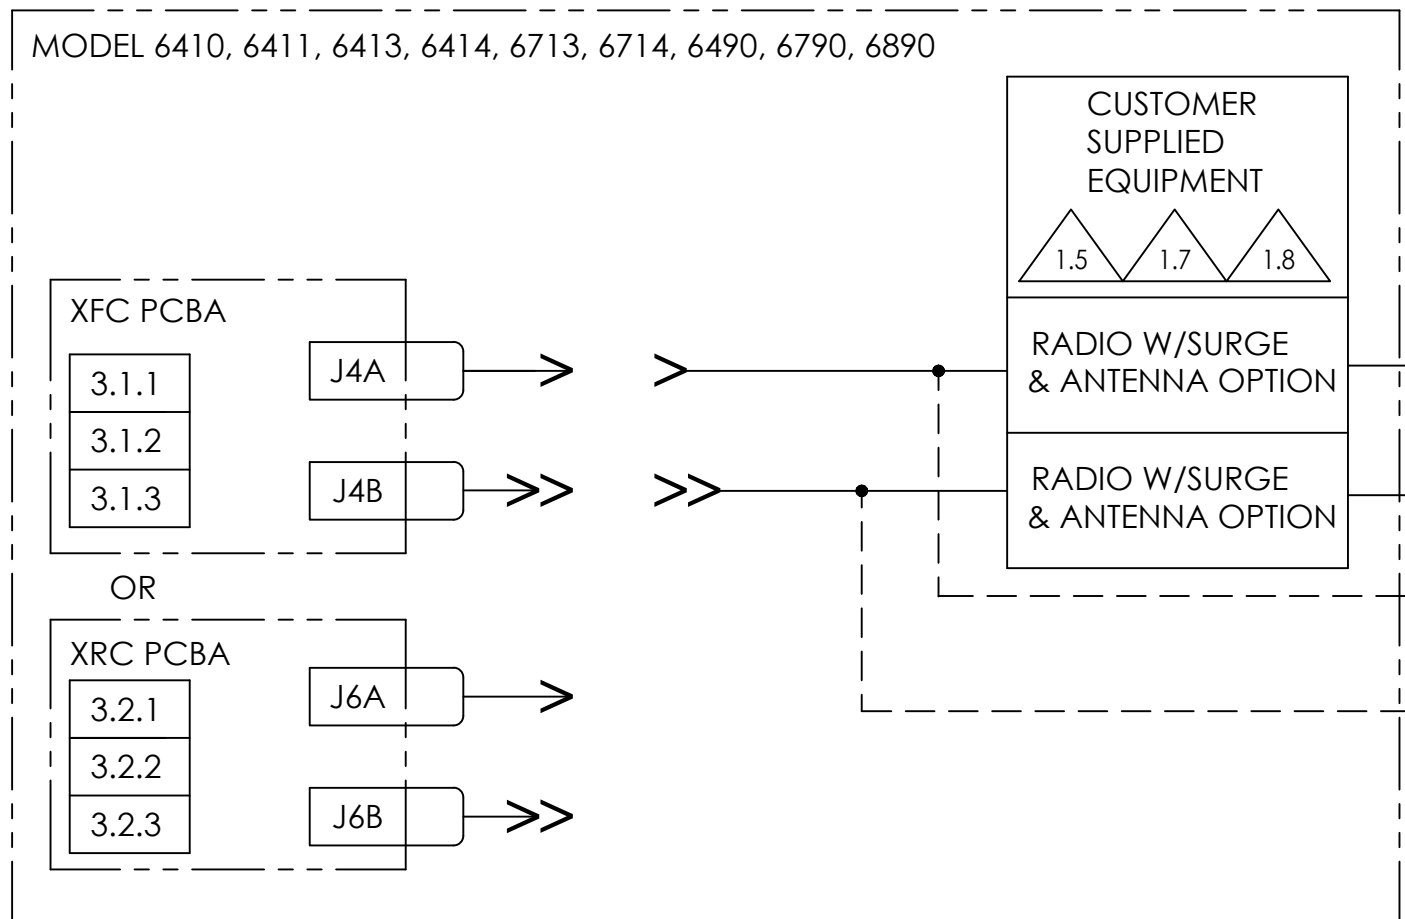 MODEL 6410, 6411, 6413, 6414, 6713, 6714, 6490, 6790, 6890
CUSTOMER
SUPPLIED
EQUIPMENT
1.5
1.7
1.8
XFC PCBA
3.1.1
3.1.2
3.1.3
J4A
J4B
RADIO W/SURGE
& ANTENNA OPTION
RADIO W/SURGE
& ANTENNA OPTION
OR
XRC PCBA
3.2.1
3.2.2
3.2.3
J6A
J6B